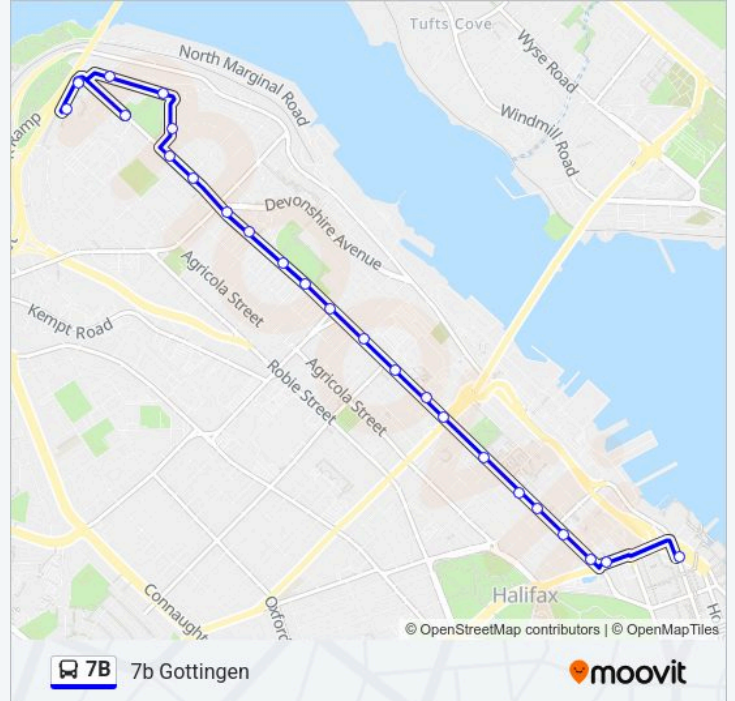 Tufts Cove
Wyse Road
North Marginal Road
Windmill Road
Ramp
Devonshire Avenue
Agricola Street
Kempt Road
Agricola Street
Robie Street
Halifax
Connaught
Oxford
© OpenStreetMap contributors | © OpenMapTiles
7B 7b Gottingen
moovit